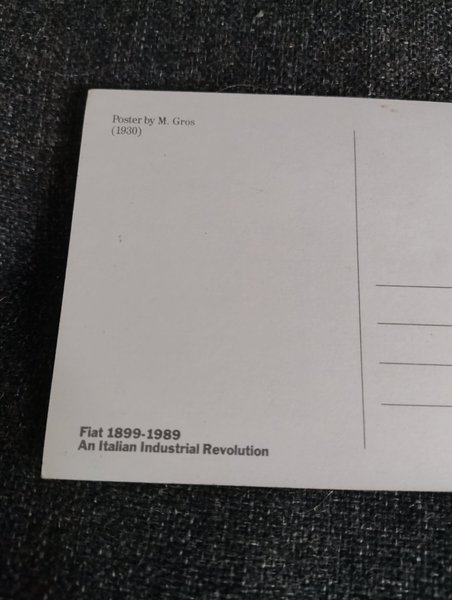 Poster by M. Gros
(1930)
Fiat 1899-1989
An Italian Industrial Revolution